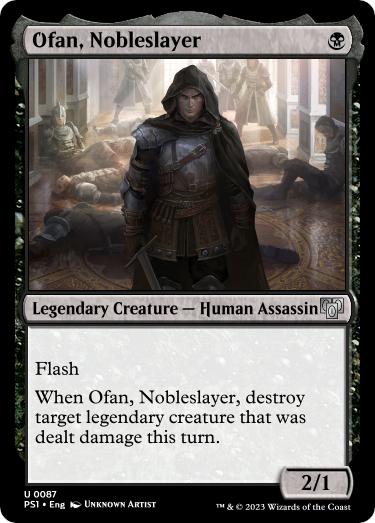 Ofan, Nobleslayer
Legendary Creature — Human Assassin
Flash
When Ofan, Nobleslayer, destroy
target legendary creature that was
dealt damage this turn.
2/1
U 0087
PS1 • Eng Unknown Artist
™ & © 2023 Wizards of the Coast